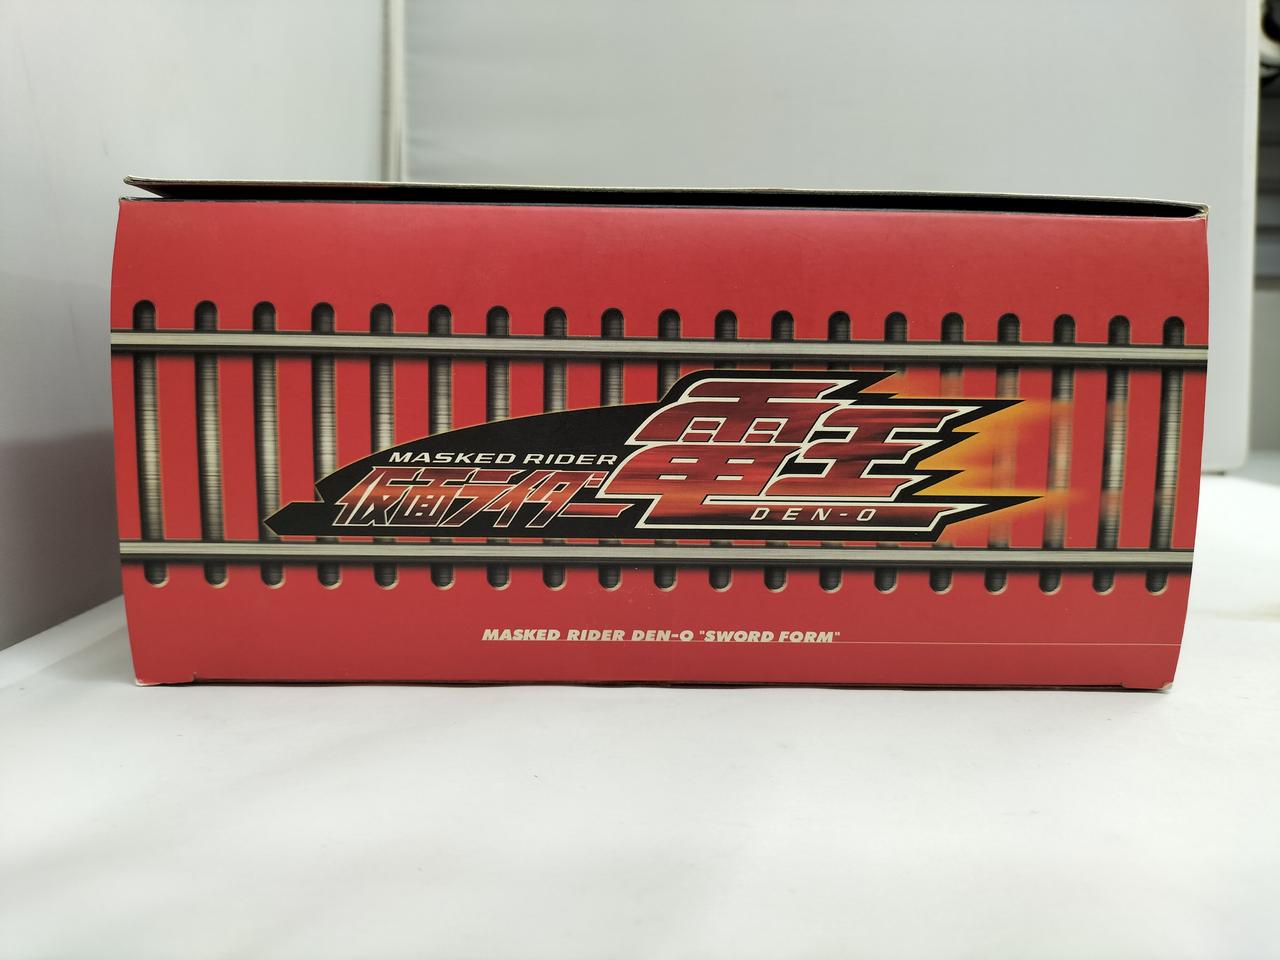 MASKED RIDER
仮面ライダー
電王
DEN-O
MASKED RIDER DEN-O "SWORD FORM"